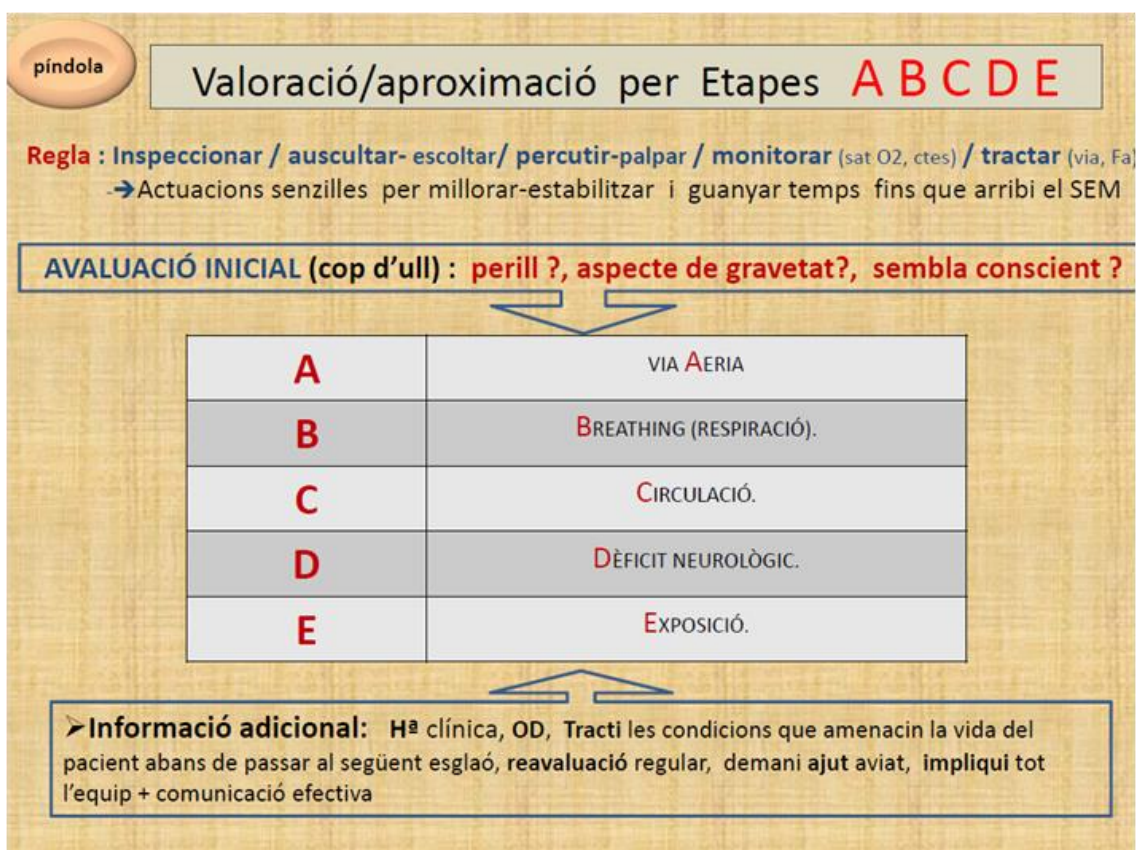 píndola
Valoració/aproximació per Etapes A B C D E
Regla : Inspeccionar / auscultar- escoltar/ percutir-palpar / monitorar (sat O2, ctes) / tractar (via, Fa)
-➔Actuacions senzilles per millorar-estabilitzar i guanyar temps fins que arribi el SEM
AVALUACIÓ INICIAL (cop d'ull) : perill ?, aspecte de gravetat?, sembla conscient ?
A VIA AERIA
B BREATHING (RESPIRACIÓ).
C CIRCULACIÓ.
D DÈFICIT NEUROLÒGIC.
E EXPOSICIÓ.
➢Informació adicional: Hª clínica, OD, Tracti les condicions que amenacin la vida del
pacient abans de passar al següent esglaó, reavaluació regular, demani ajut aviat, impliqui tot
l'equip + comunicació efectiva